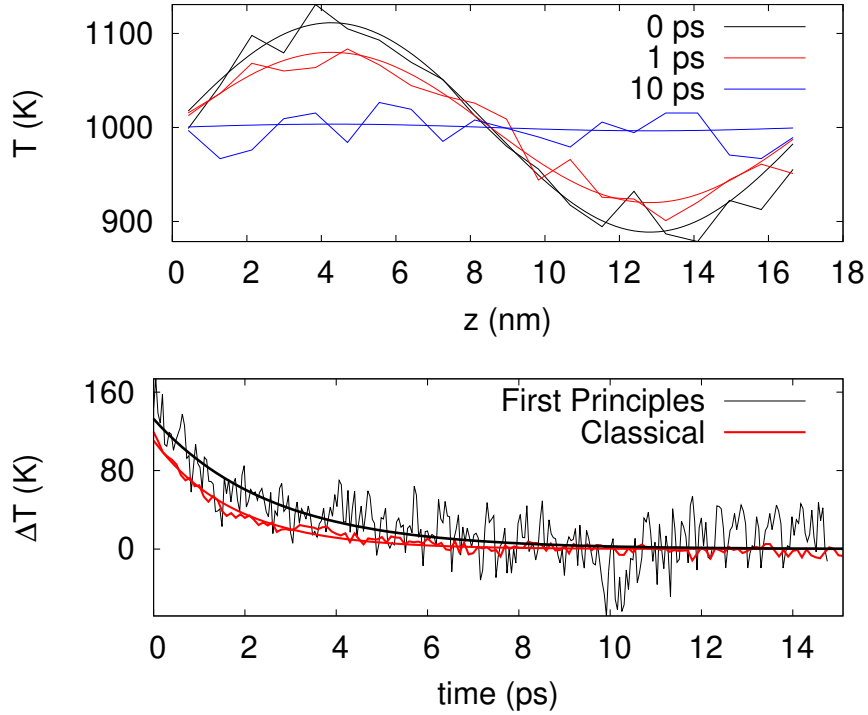 1100
1000
900
T (K)
0 ps
1 ps
10 ps
0 2 4 6 8 10 12 14 16 18
z (nm)
160
80
0
ΔT (K)
First Principles
Classical
0 2 4 6 8 10 12 14
time (ps)